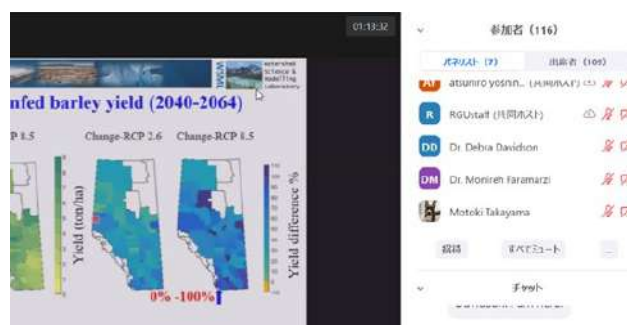 01:13:32
WSML
Watershed
Science &
Modelling
Laboratory
nfed barley yield (2040-2064)
P 8.5
Change-RCP 2.6
Change-RCP 8.5
Yield (ton/ha)
Yield difference %
0% -100%
参加者 (116)
パネリスト (7)
出席者 (109)
atsuhiro yoshin... (共同ホスト)
R
RGUstaff (共同ホスト)
DD
Dr. Debra Davidson
DM
Dr. Monireh Faramarzi
Motoki Takayama
招待
すべてミュート
...
チャット